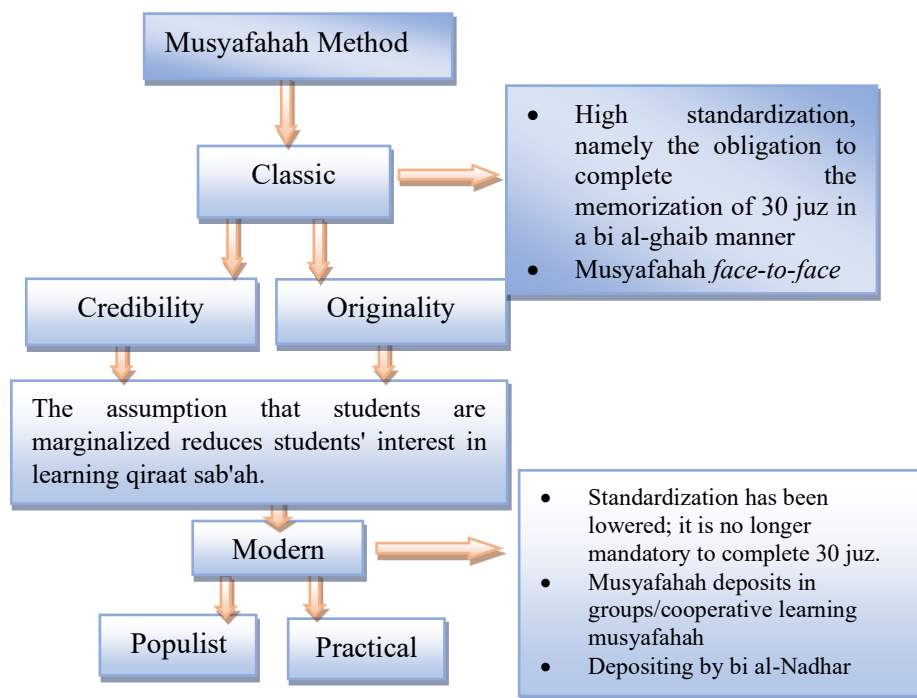 Musyafahah Method
Classic
• High standardization,
namely the obligation to
complete the
memorization of 30 juz in
a bi al-ghaib manner
• Musyafahah face-to-face
Credibility
Originality
The assumption that students are
marginalized reduces students' interest in
learning qiraat sab'ah.
Modern
• Standardization has been
lowered; it is no longer
mandatory to complete 30 juz.
• Musyafahah deposits in
groups/cooperative learning
musyafahah
• Depositing by bi al-Nadhar
Populist
Practical